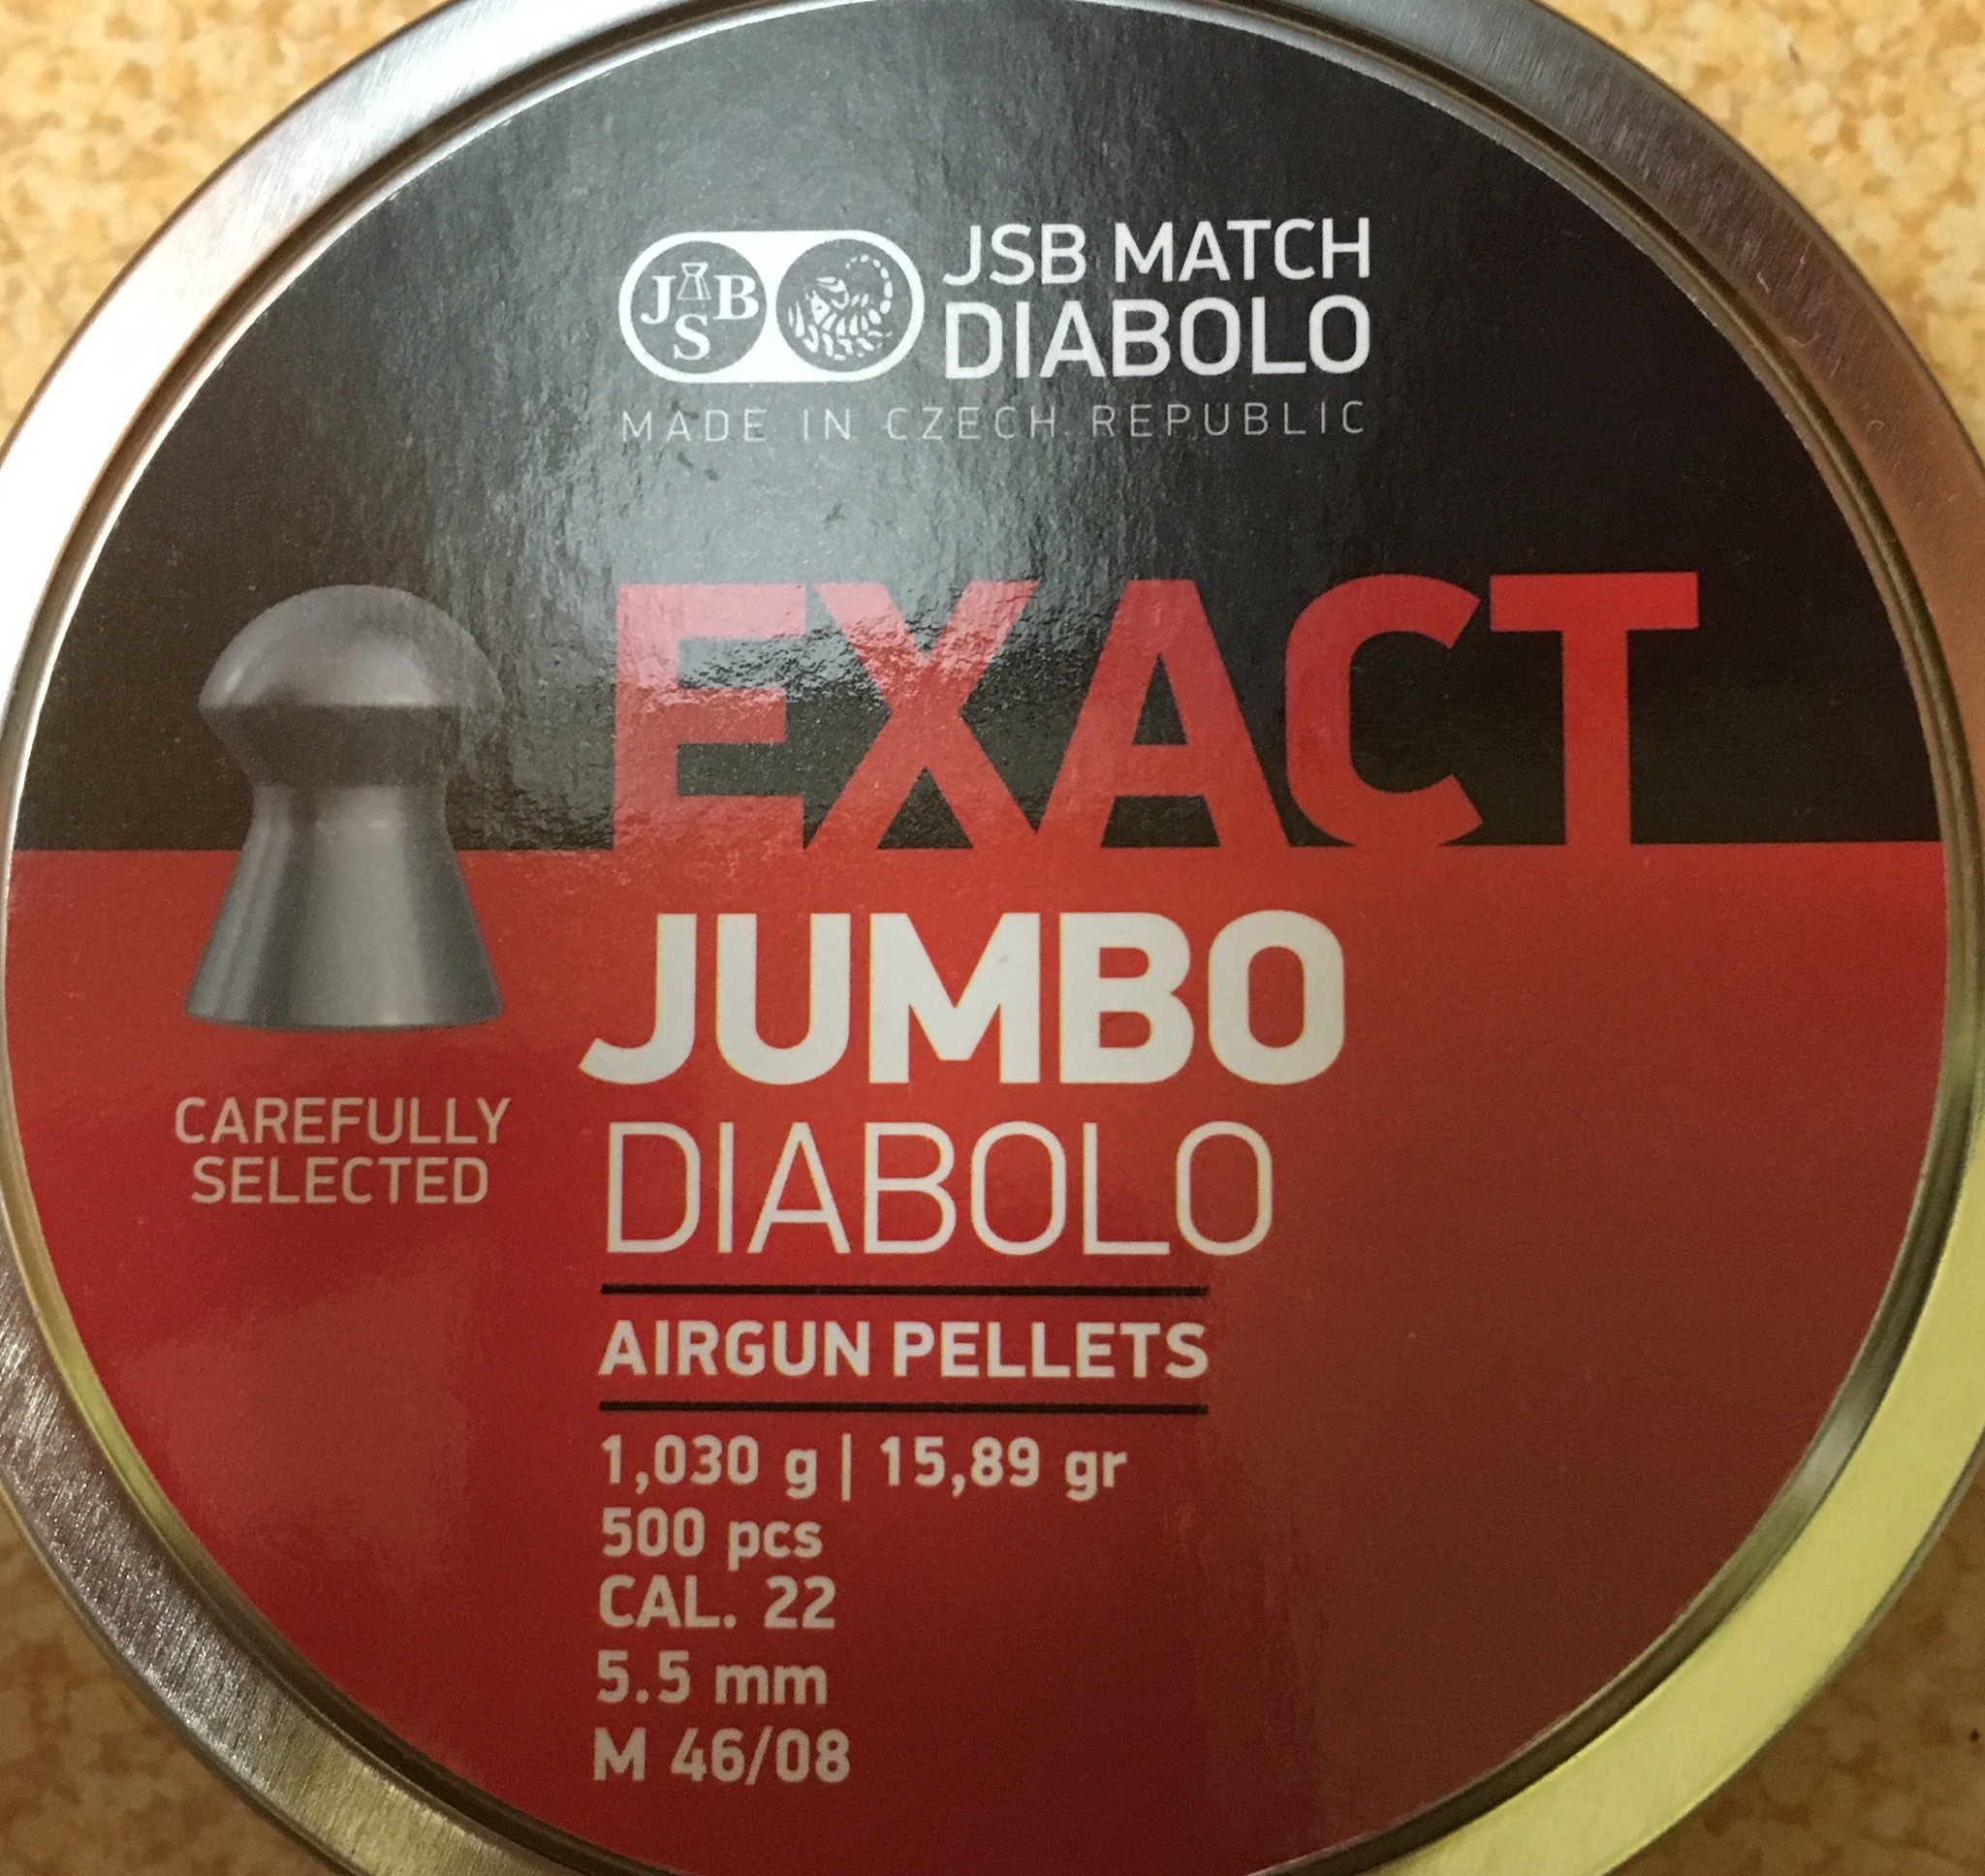 J S B
JSB MATCH
DIABOLO
MADE IN CZECH REPUBLIC
EXACT
JUMBO
DIABOLO
CAREFULLY
SELECTED
AIRGUN PELLETS
1,030 g | 15,89 gr
500 pcs
CAL. 22
5.5 mm
M 46/08